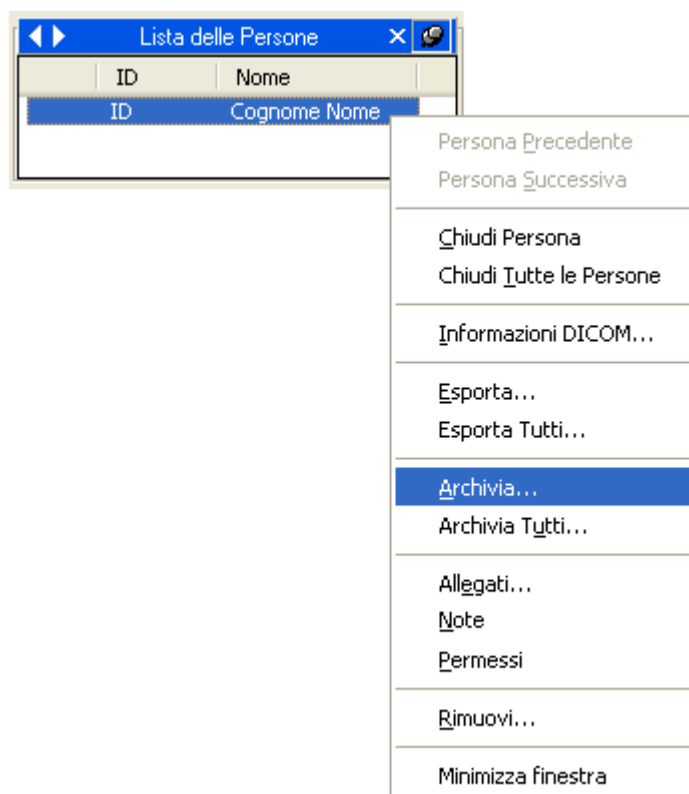 Lista delle Persone
ID Nome
ID Cognome Nome
Persona Precedente
Persona Successiva
Chiudi Persona
Chiudi Tutte le Persone
Informazioni DICOM...
Esporta...
Esporta Tutti...
Archivia...
Archivia Tutti...
Allegati...
Note
Permessi
Rimuovi...
Minimizza finestra